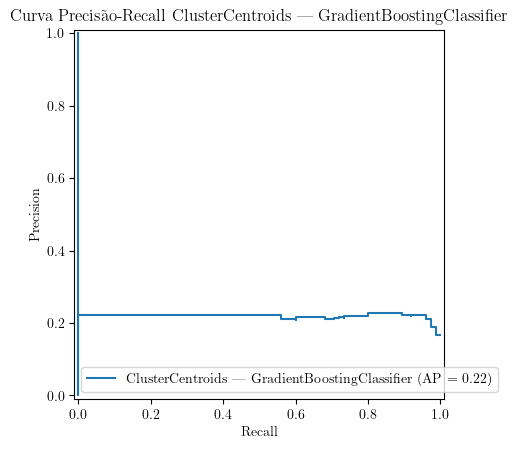 Curva Precisão-Recall ClusterCentroids — GradientBoostingClassifier
1.0
0.8
0.6
0.4
0.2
0.0
Precision
ClusterCentroids — GradientBoostingClassifier (AP = 0.22)
0.0 0.2 0.4 0.6 0.8 1.0
Recall